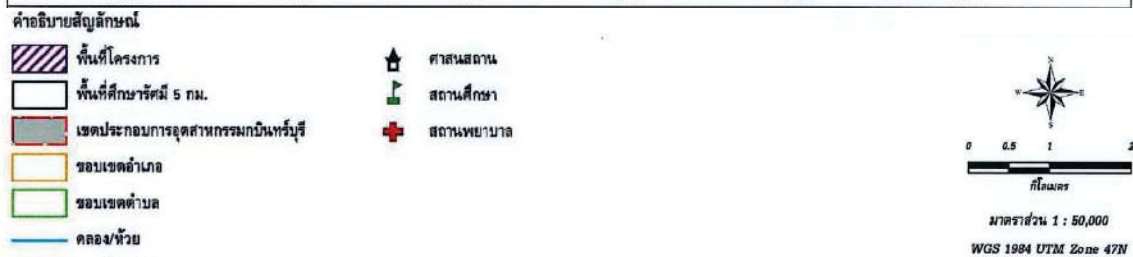 คำอธิบายสัญลักษณ์
พื้นที่โครงการ
พื้นที่ศึกษารัศมี 5 กม.
เขตประกอบการอุตสาหกรรมกบินทร์บุรี
ขอบเขตอำเภอ
ขอบเขตตำบล
คลอง/ห้วย
ศาสนสถาน
สถานศึกษา
สถานพยาบาล
N
W E
S
0 0.5 1 2
กิโลเมตร
มาตราส่วน 1 : 50,000
WGS 1984 UTM Zone 47N